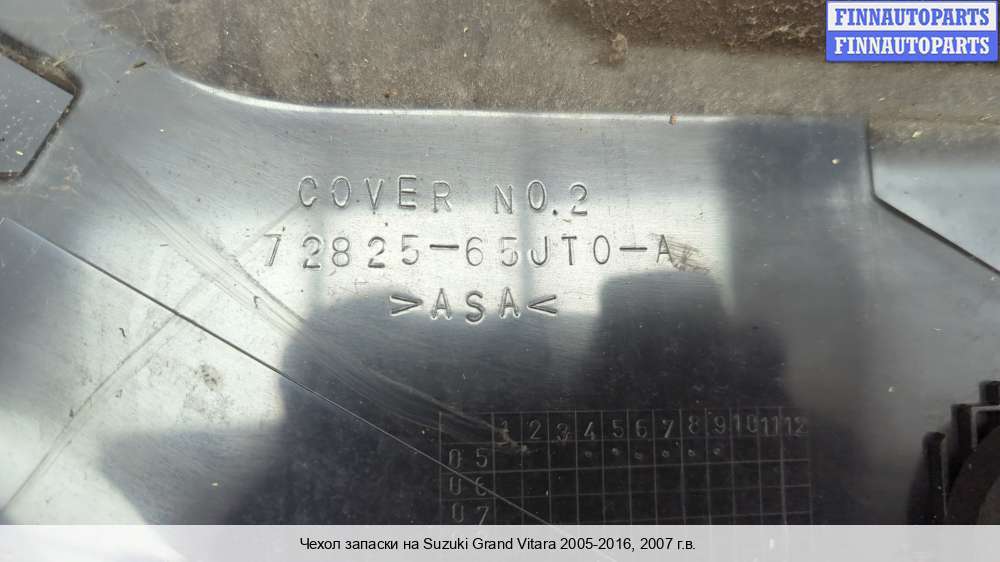 FINNAUTOPARTS
FINNAUTOPARTS
COVER NO.2
72825-65JT0-A
>ASA<
1 2 3 4 5 6 7 8 9 10 11 12
05
06
07
Чехол запаски на Suzuki Grand Vitara 2005-2016, 2007 г.в.